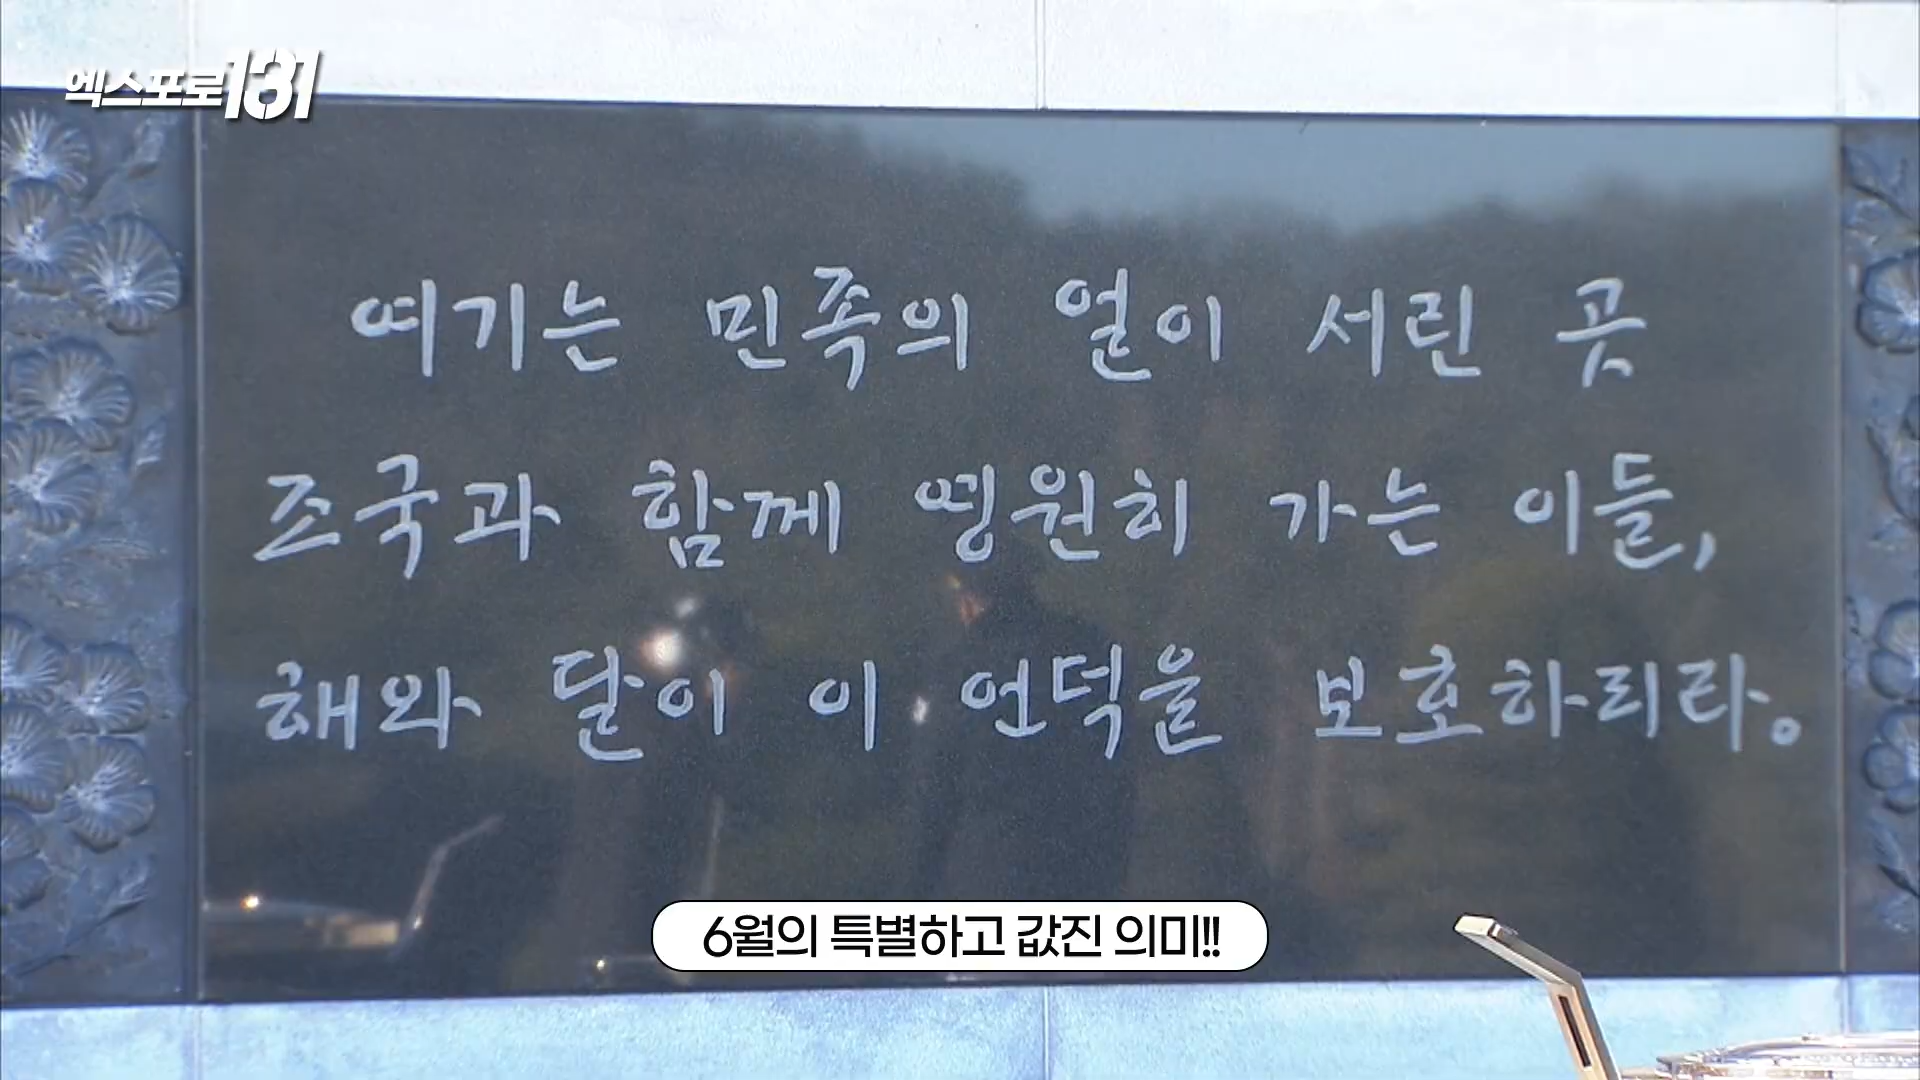 엑스포로131
여기는 민족의 얼이 서린 곳
조국과 함께 영원히 가는 이들,
해와 달이 이 언덕을 보호하리라。
6월의 특별하고 값진 의미!!